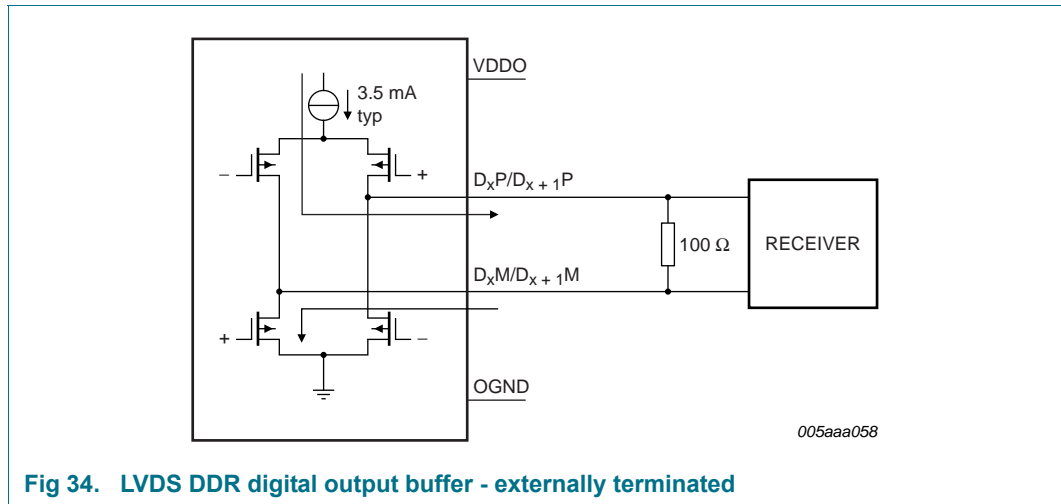 VDDO
3.5 mA
typ
–
+
DxP/Dx + 1P
100 Ω
RECEIVER
DxM/Dx + 1M
+
–
OGND
005aaa058
Fig 34. LVDS DDR digital output buffer - externally terminated